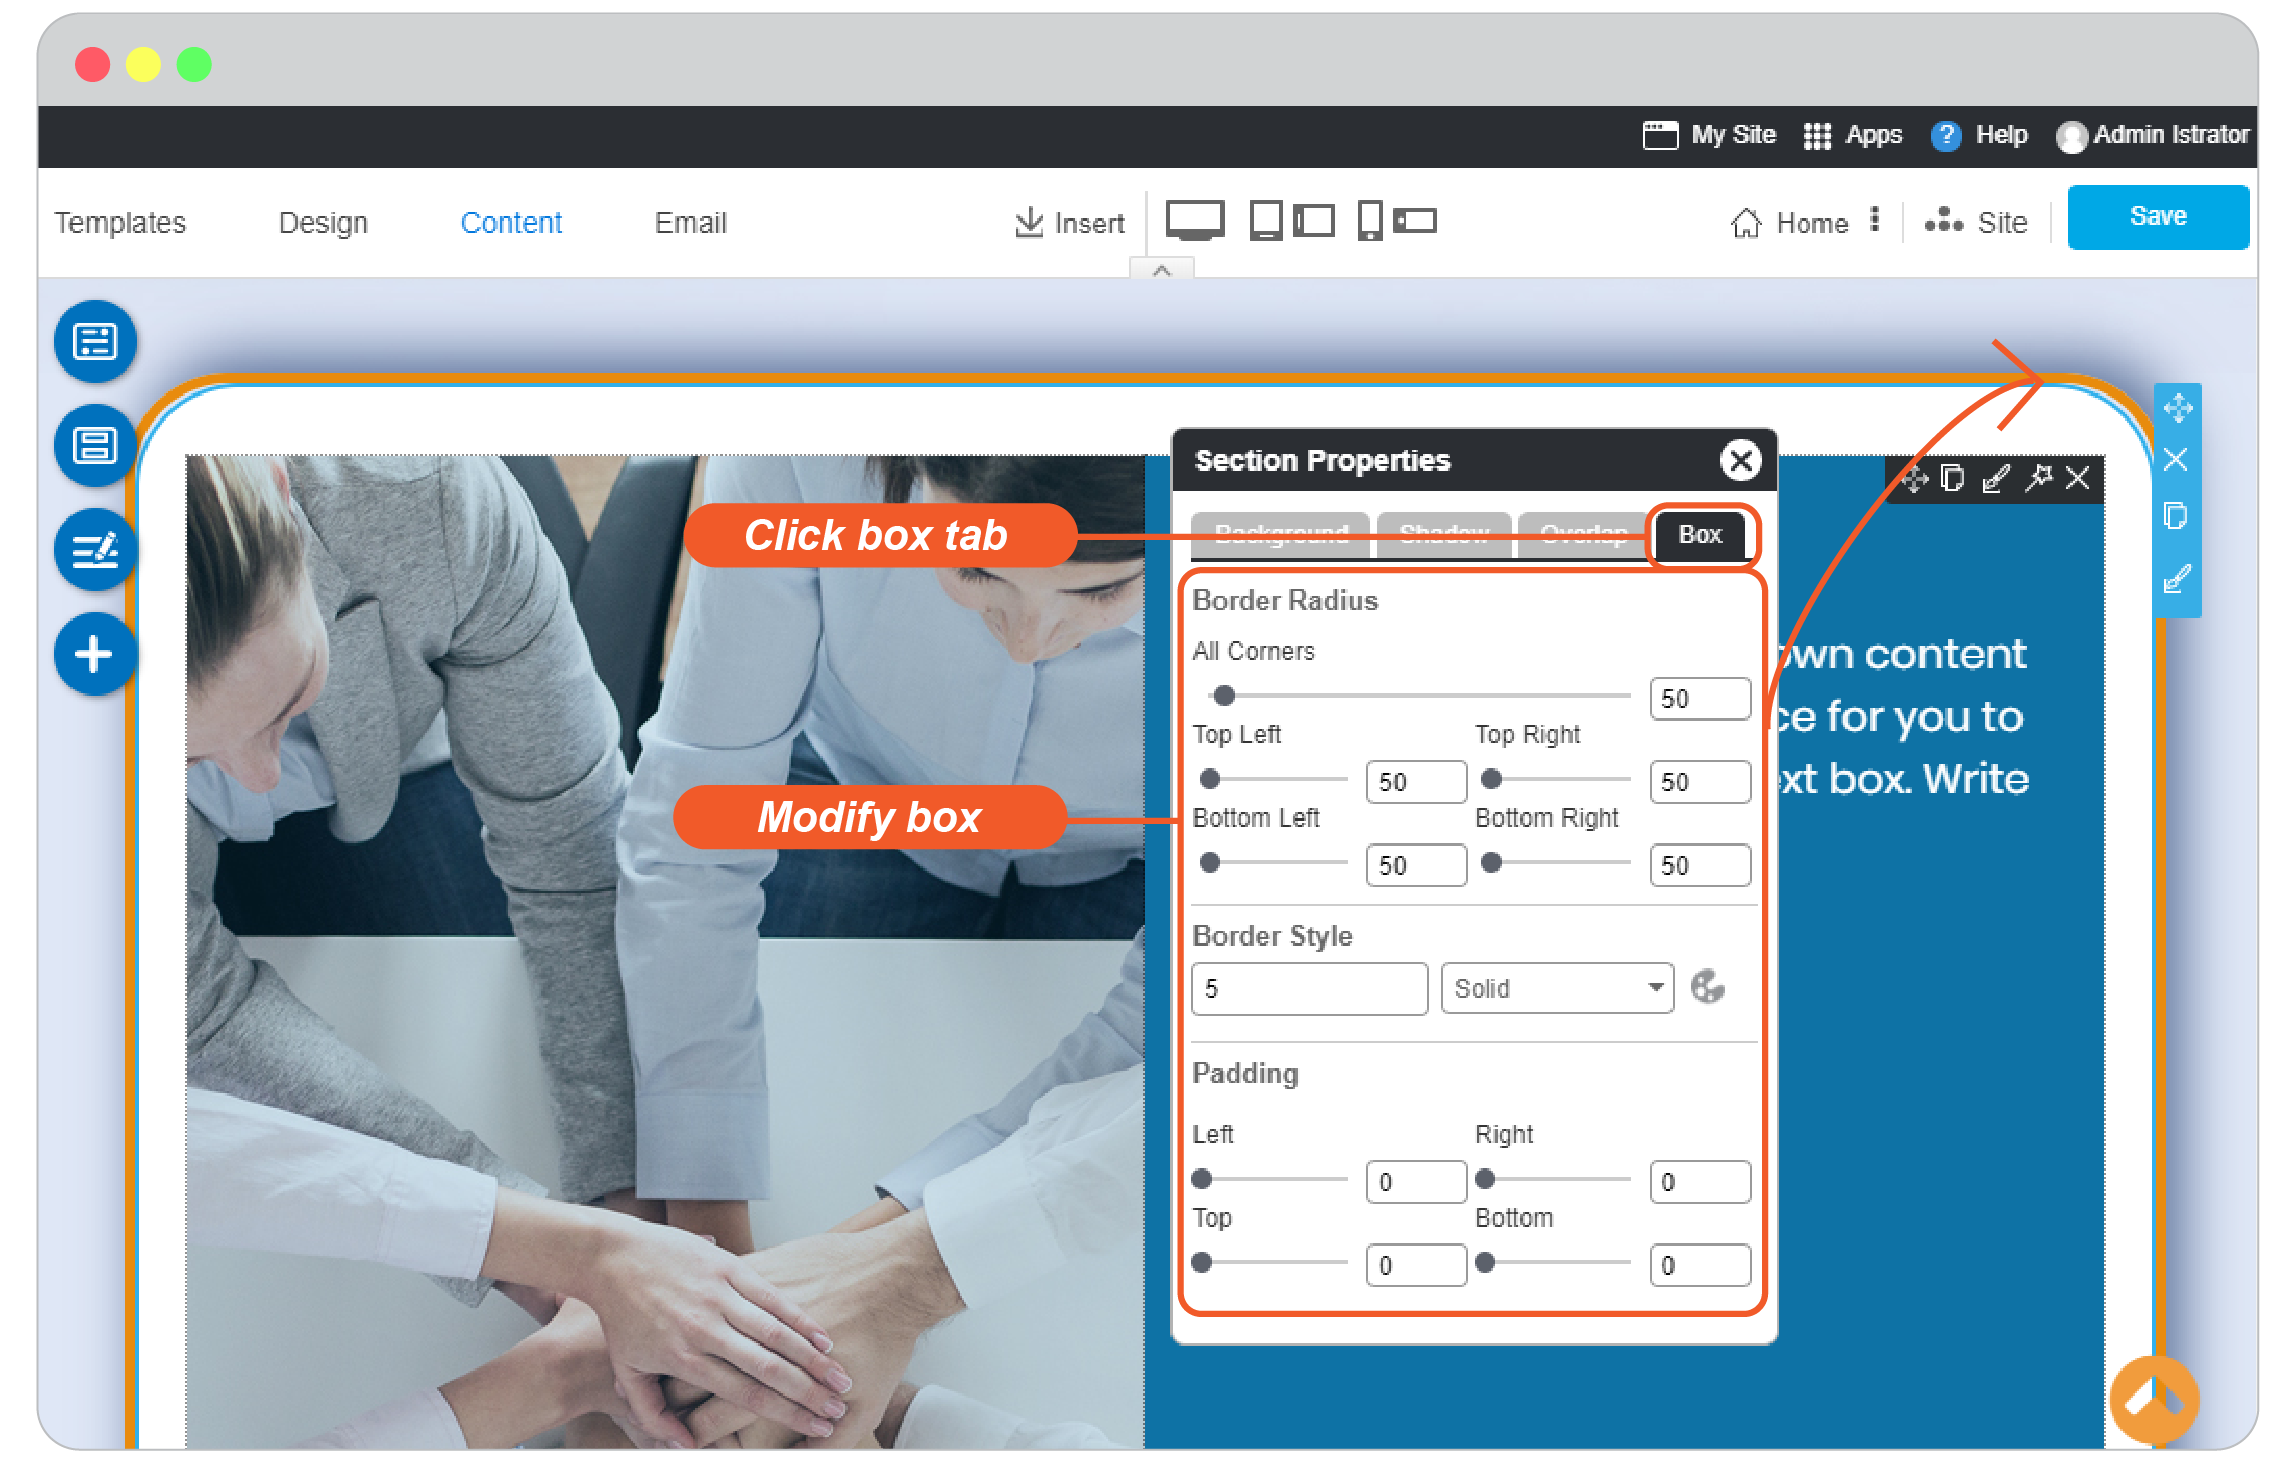 My Site Apps ? Help Admin Istrator
Templates Design Content Email Insert Home Site Save
Section Properties
Click box tab
Background Shadow Overlap Box
Border Radius
All Corners
50
Top Left Top Right
50 50
Modify box
Bottom Left Bottom Right
50 50
Border Style
5 Solid
Padding
Left Right
0 0
Top Bottom
0 0
own content
ce for you to
ext box. Write